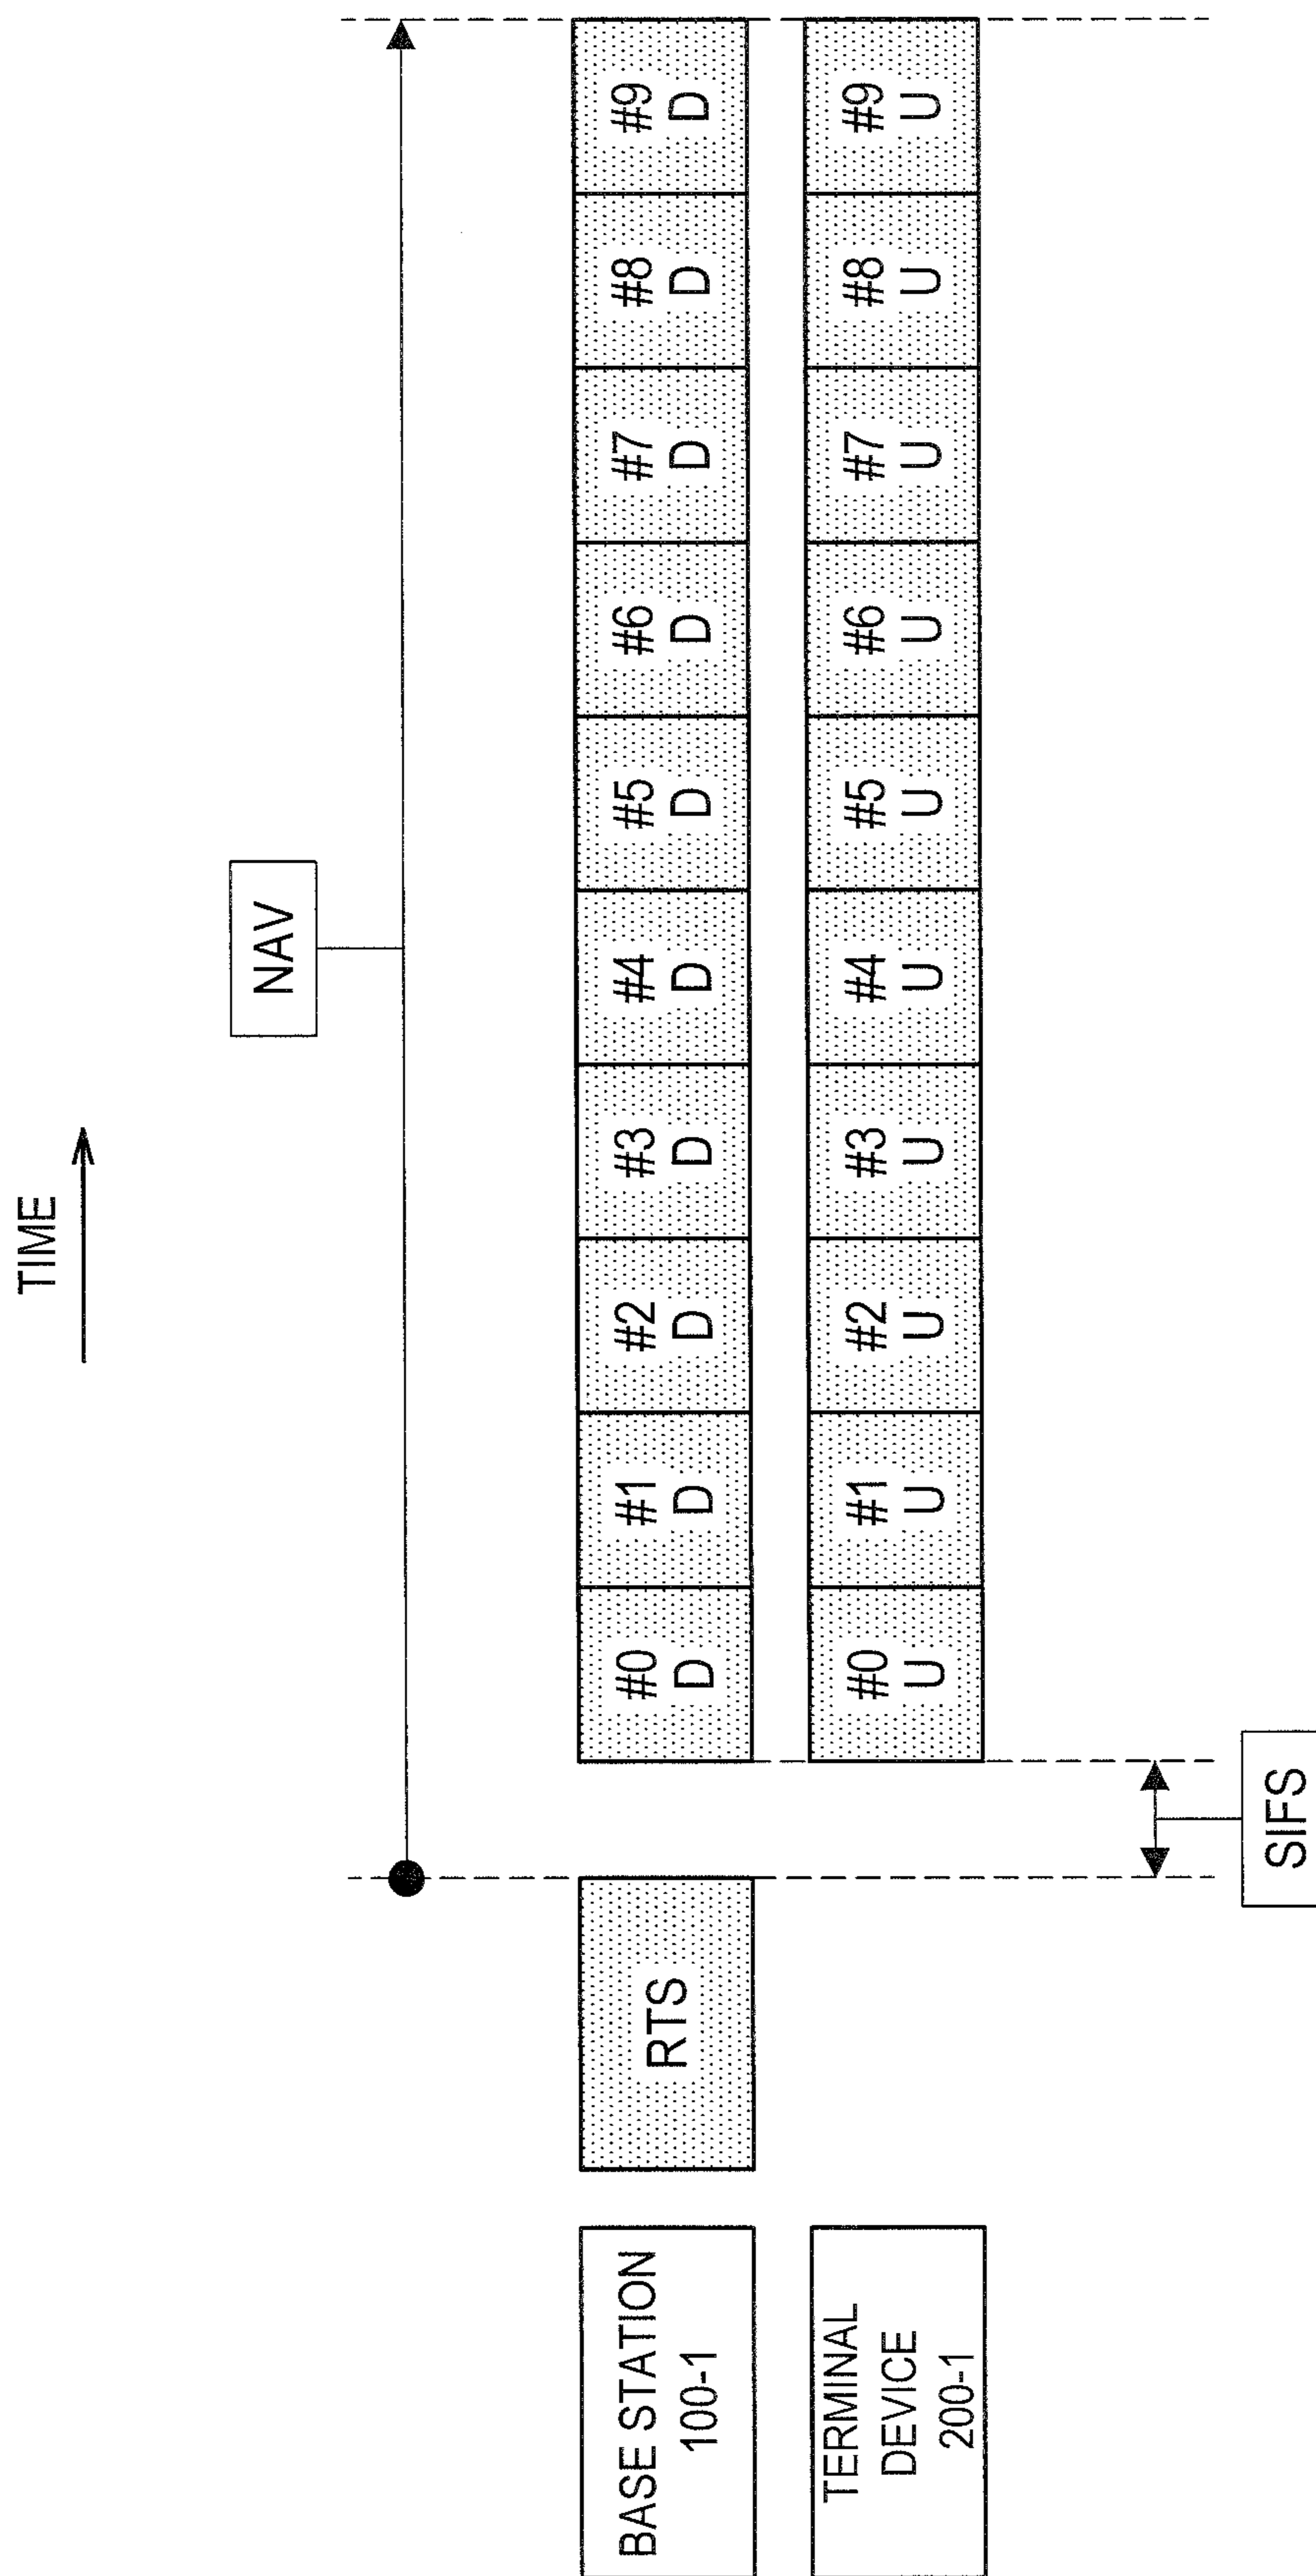 TIME
NAV
BASE STATION
100-1
RTS
#0
D
#1
D
#2
D
#3
D
#4
D
#5
D
#6
D
#7
D
#8
D
#9
D
TERMINAL
DEVICE
200-1
#0
U
#1
U
#2
U
#3
U
#4
U
#5
U
#6
U
#7
U
#8
U
#9
U
SIFS